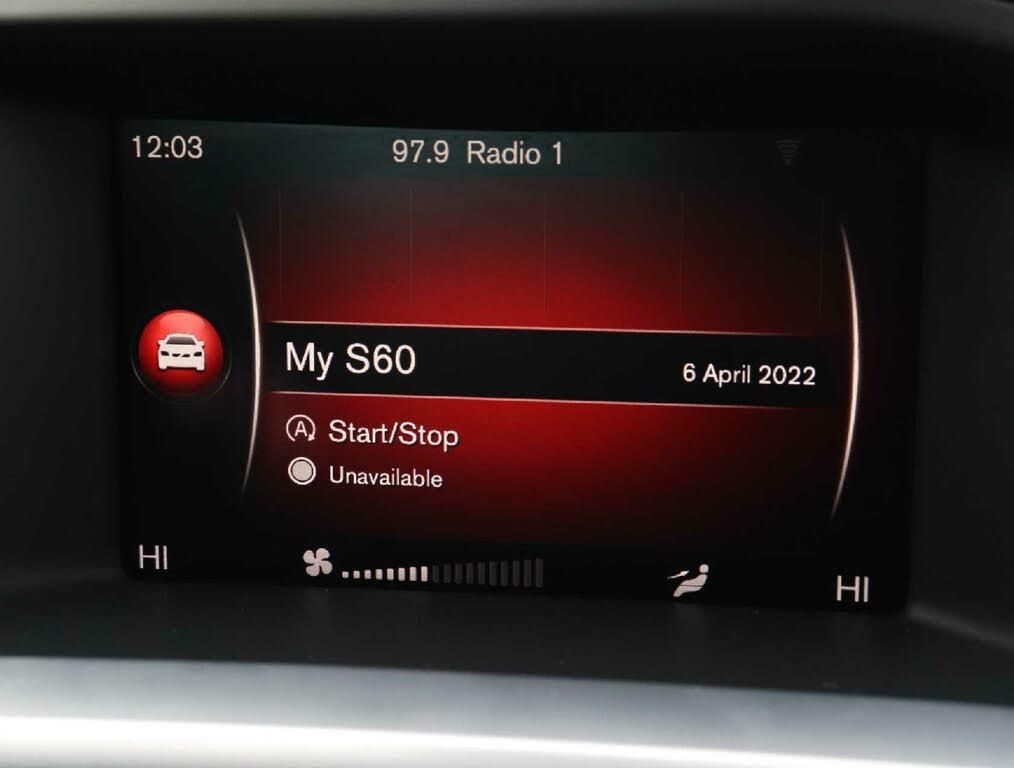 12:03
97.9 Radio 1
My S60
6 April 2022
A Start/Stop
Unavailable
HI
HI